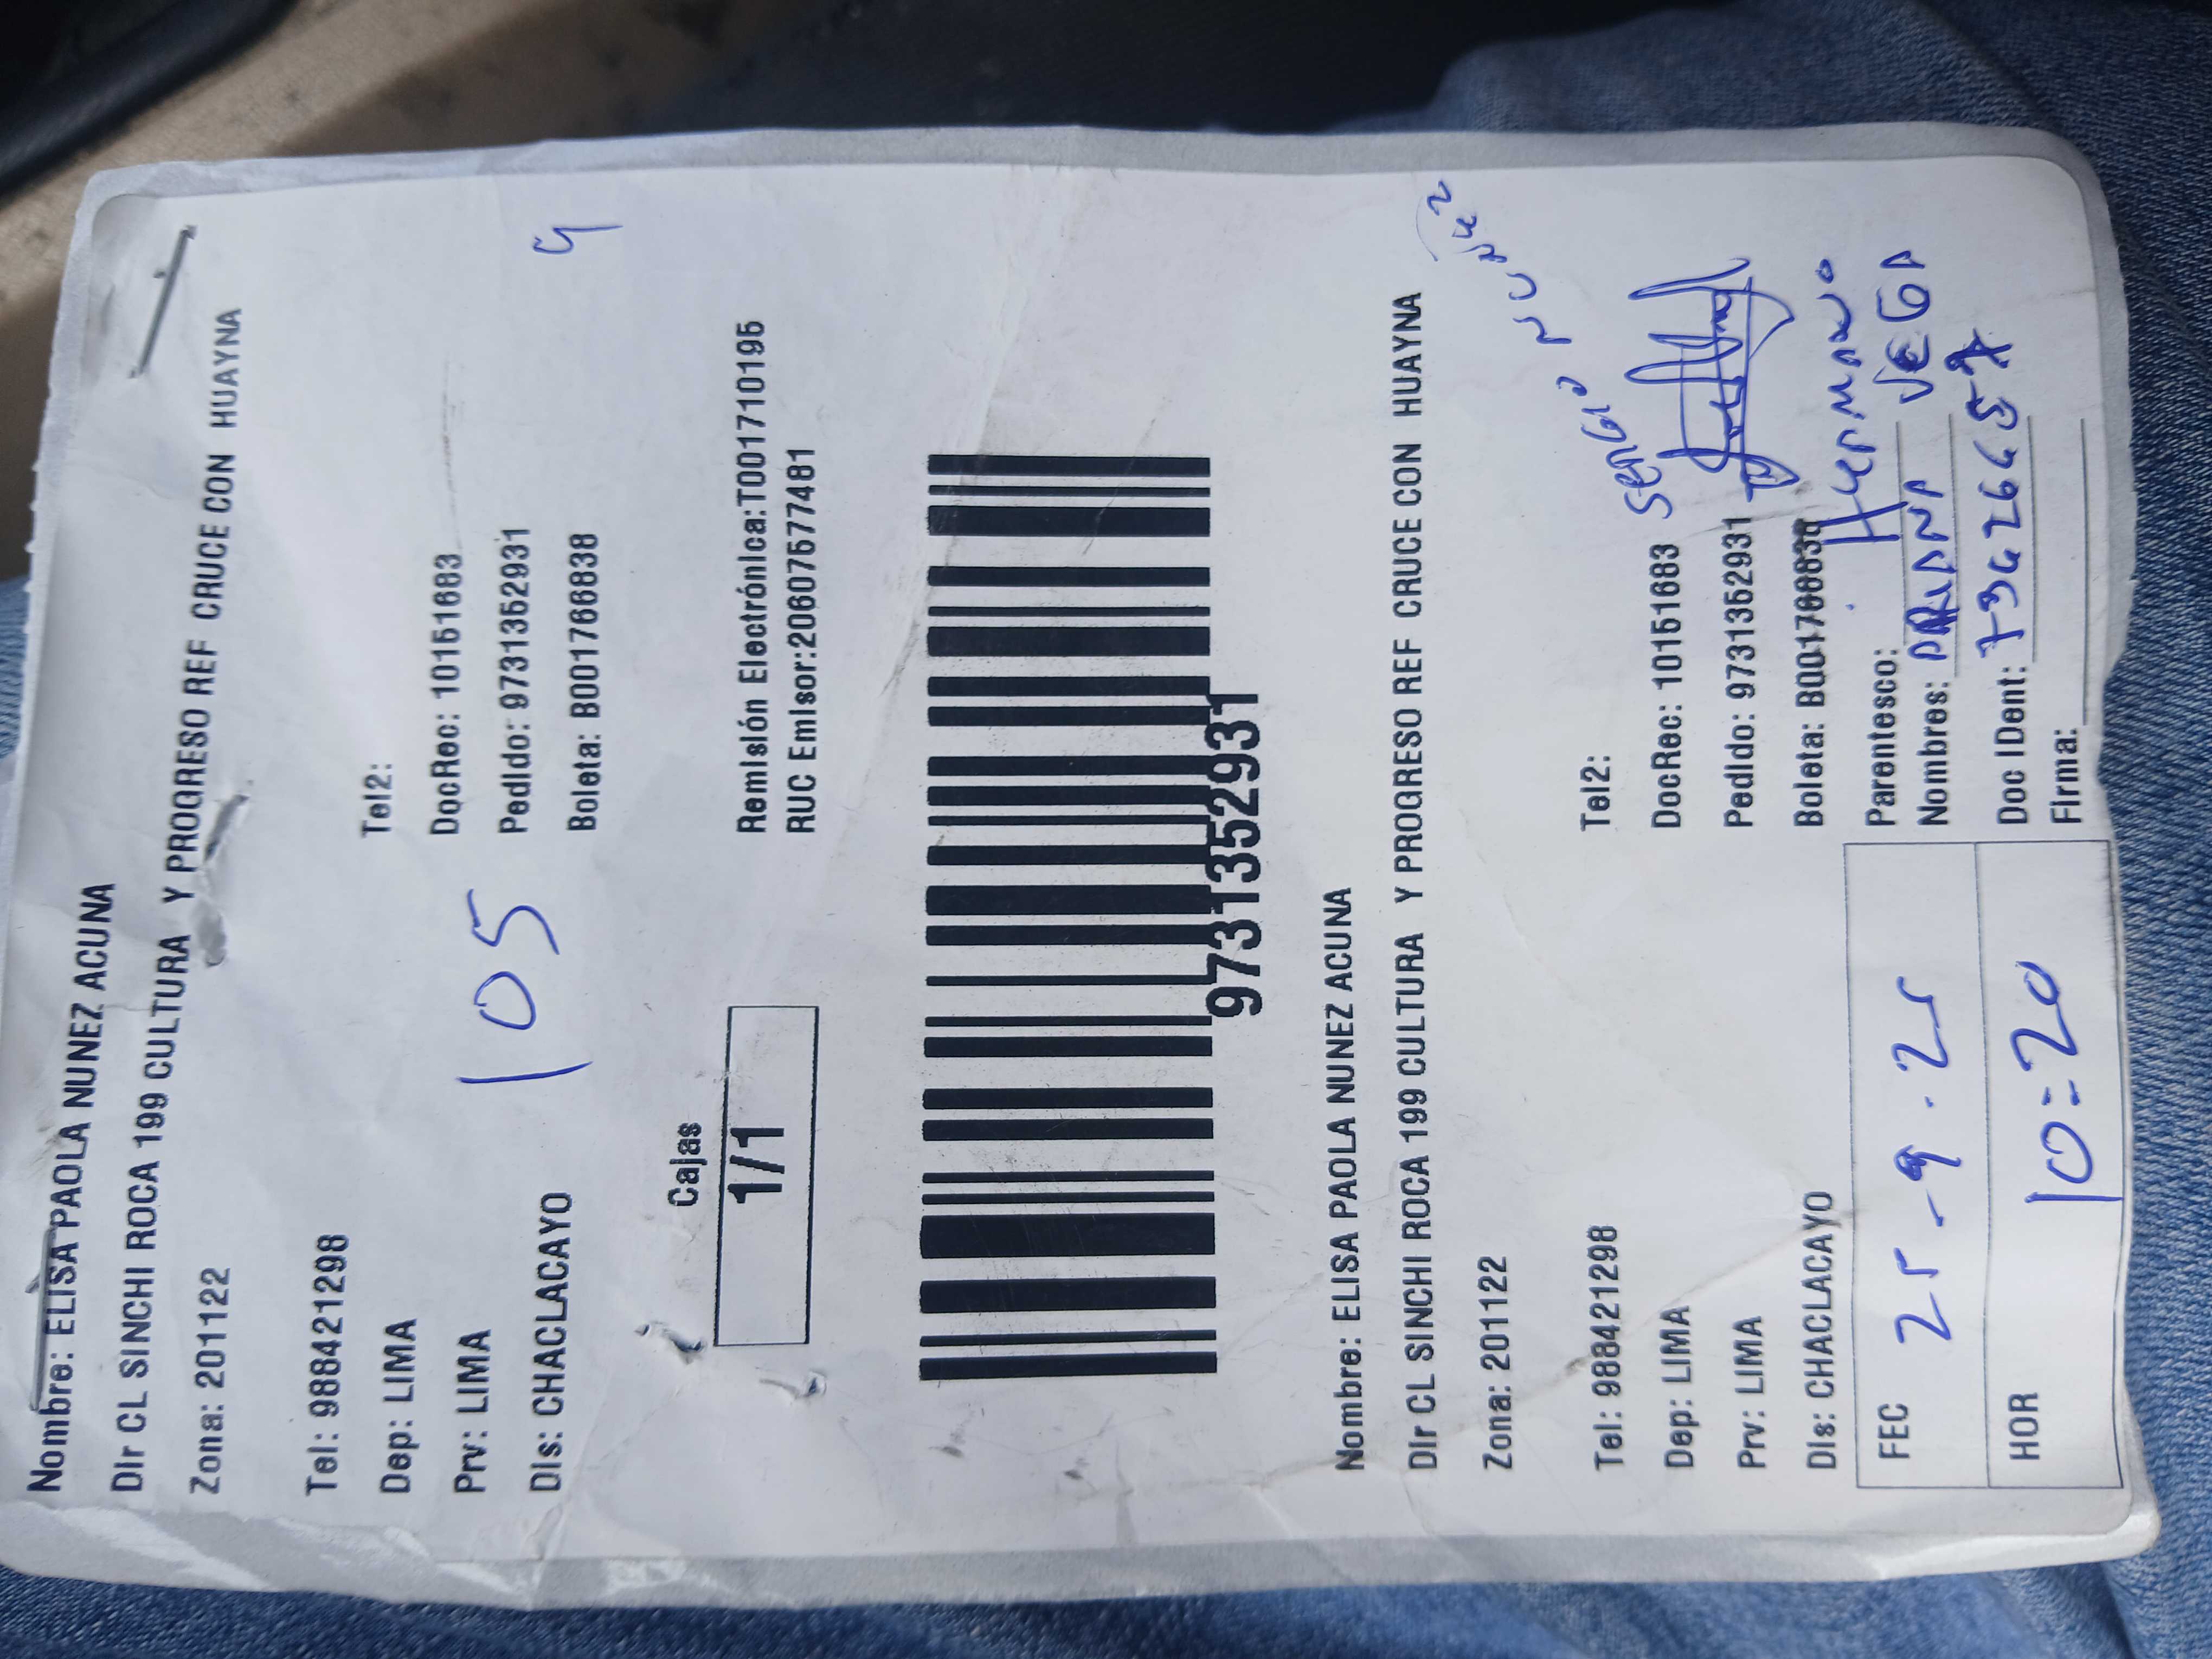 Nombre: ELISA PAOLA NUNEZ ACUNA
Dir CL SINCHI ROCA 199 CULTURA Y PROGRESO REF CRUCE CON HUAYNA
Zona: 201122
Tel: 988421298
Tel2:
Dep: LIMA
DocRec: 10151683
Prv: LIMA
105
Pedido: 9731352931
Dis: CHACLACAYO
Boleta: B001766838
Cajas
1/1
Remisión Electrónica:T001710195
RUC Emisor:20607577481
9731352931
Nombre: ELISA PAOLA NUNEZ ACUNA
Dir CL SINCHI ROCA 199 CULTURA Y PROGRESO REF CRUCE CON HUAYNA
Zona: 201122
Tel: 988421298
Tel2:
Dep: LIMA
DocRec: 10151683
Sergio
Prv: LIMA
Pedido: 9731352931
Dis: CHACLACAYO
Boleta: B001766838
FEC 25-9.25
Parentesco: Hermano
Nombres: VEGA
HOR 10:20
Doc IDent:
Firma: